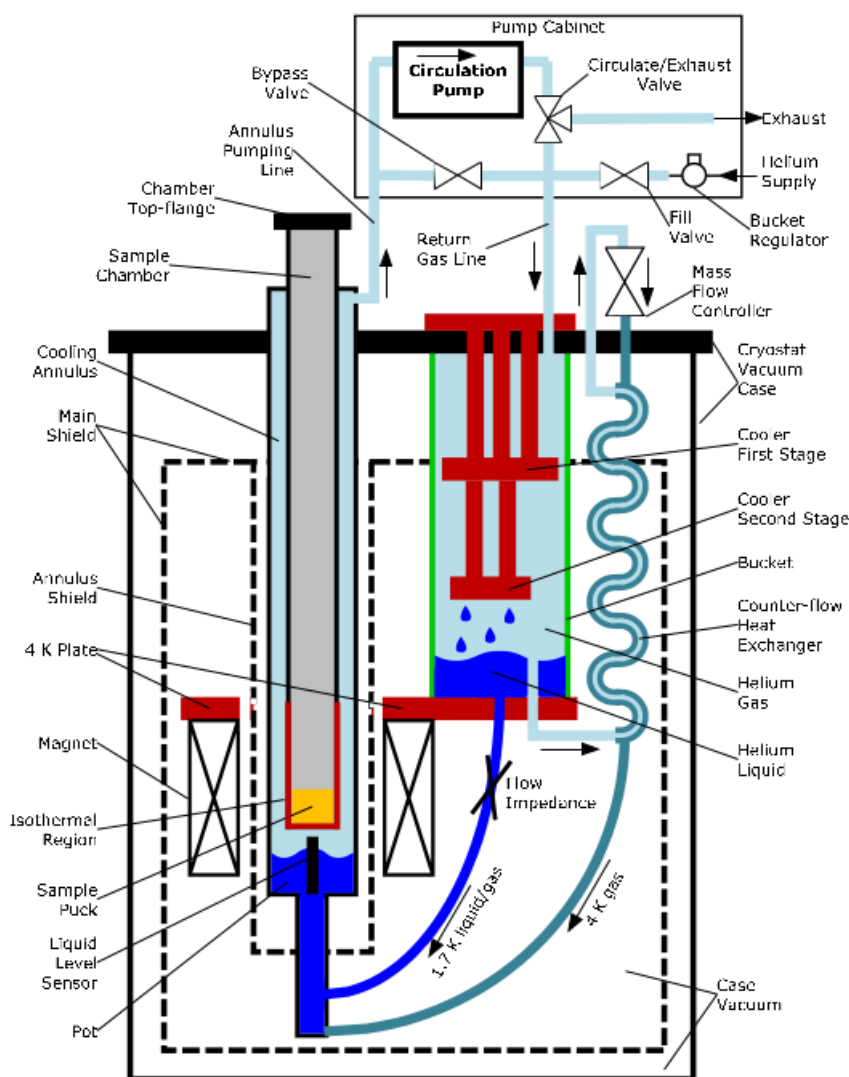 Pump Cabinet
Circulation
Pump
Bypass
Valve
Circulate/Exhaust
Valve
Exhaust
Annulus
Pumping
Line
Helium
Supply
Chamber
Top-flange
Fill
Valve
Bucket
Regulator
Return
Gas Line
Sample
Chamber
Mass
Flow
Controller
Cooling
Annulus
Cryostat
Vacuum
Case
Main
Shield
Cooler
First Stage
Cooler
Second Stage
Bucket
Annulus
Shield
Counter-flow
Heat
Exchanger
4 K Plate
Helium
Gas
Magnet
Helium
Liquid
Flow
Impedance
Isothermal
Region
Sample
Puck
1.7 K liquid/gas
4 K gas
Liquid
Level
Sensor
Case
Vacuum
Pot